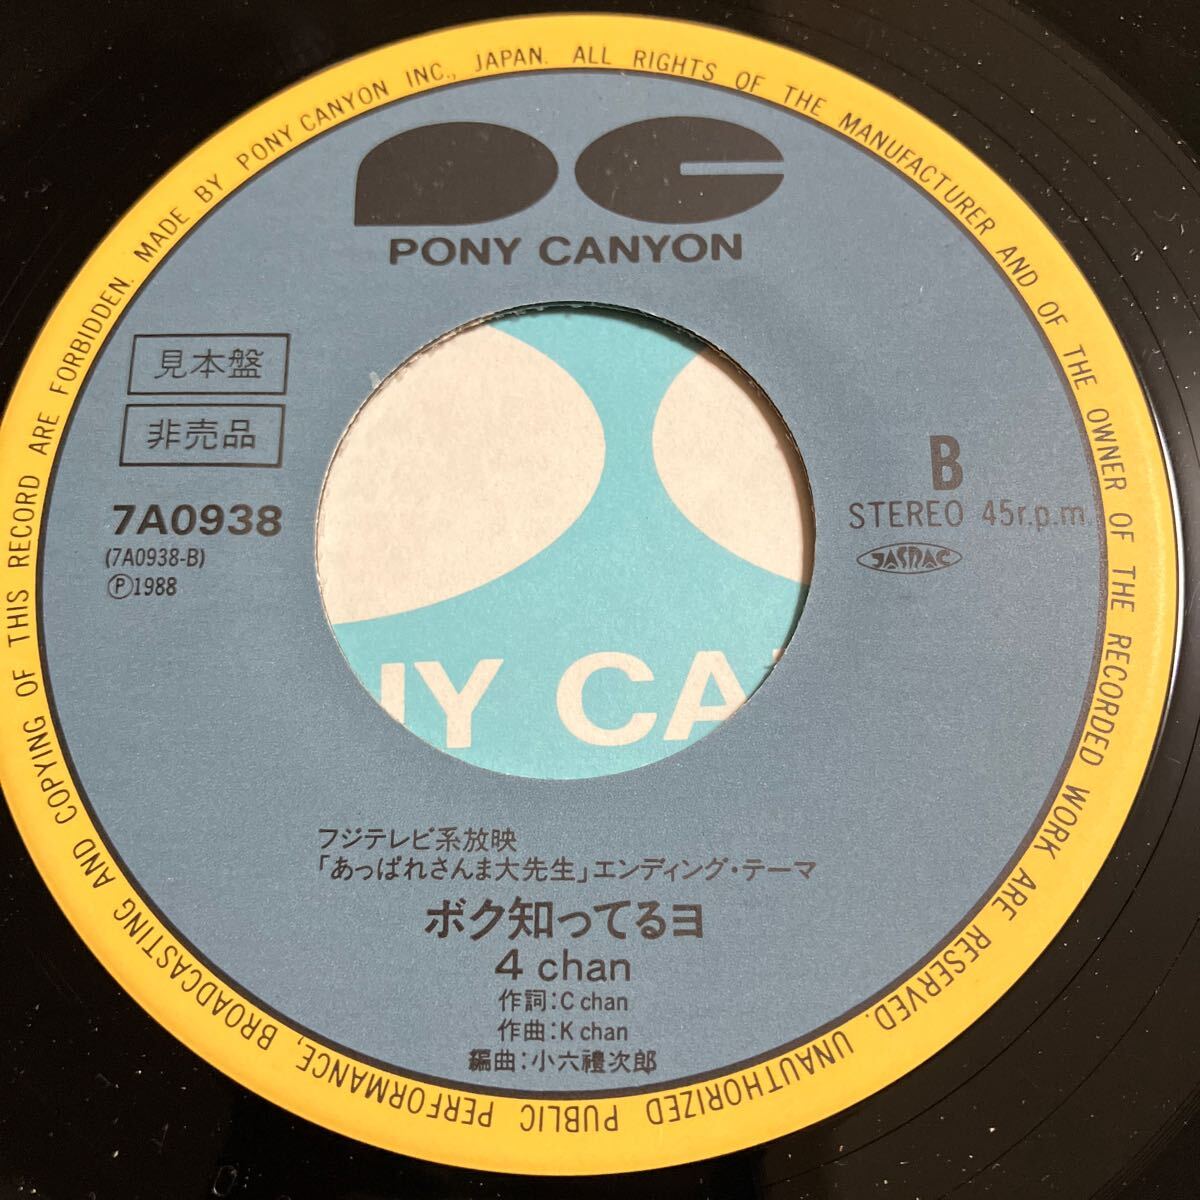 MADE BY PONY CANYON INC., JAPAN. ALL RIGHTS OF THE MANUFACTURER AND OF THE OWNER OF THE RECORDED WORK ARE RESERVED. UNAUTHORIZED PUBLIC PERFORMANCE, BROADCASTING AND COPYING OF THIS RECORD ARE FORBIDDEN.
PONY CANYON
見本盤
非売品
7A0938
(7A0938-B)
Ⓟ1988
B
STEREO 45r.p.m
JASRAC
NY CA
フジテレビ系放映
「あっぱれさんま大先生」エンディング・テーマ
ボク知ってるヨ
4 chan
作詞:C chan
作曲:K chan
編曲:小六禮次郎